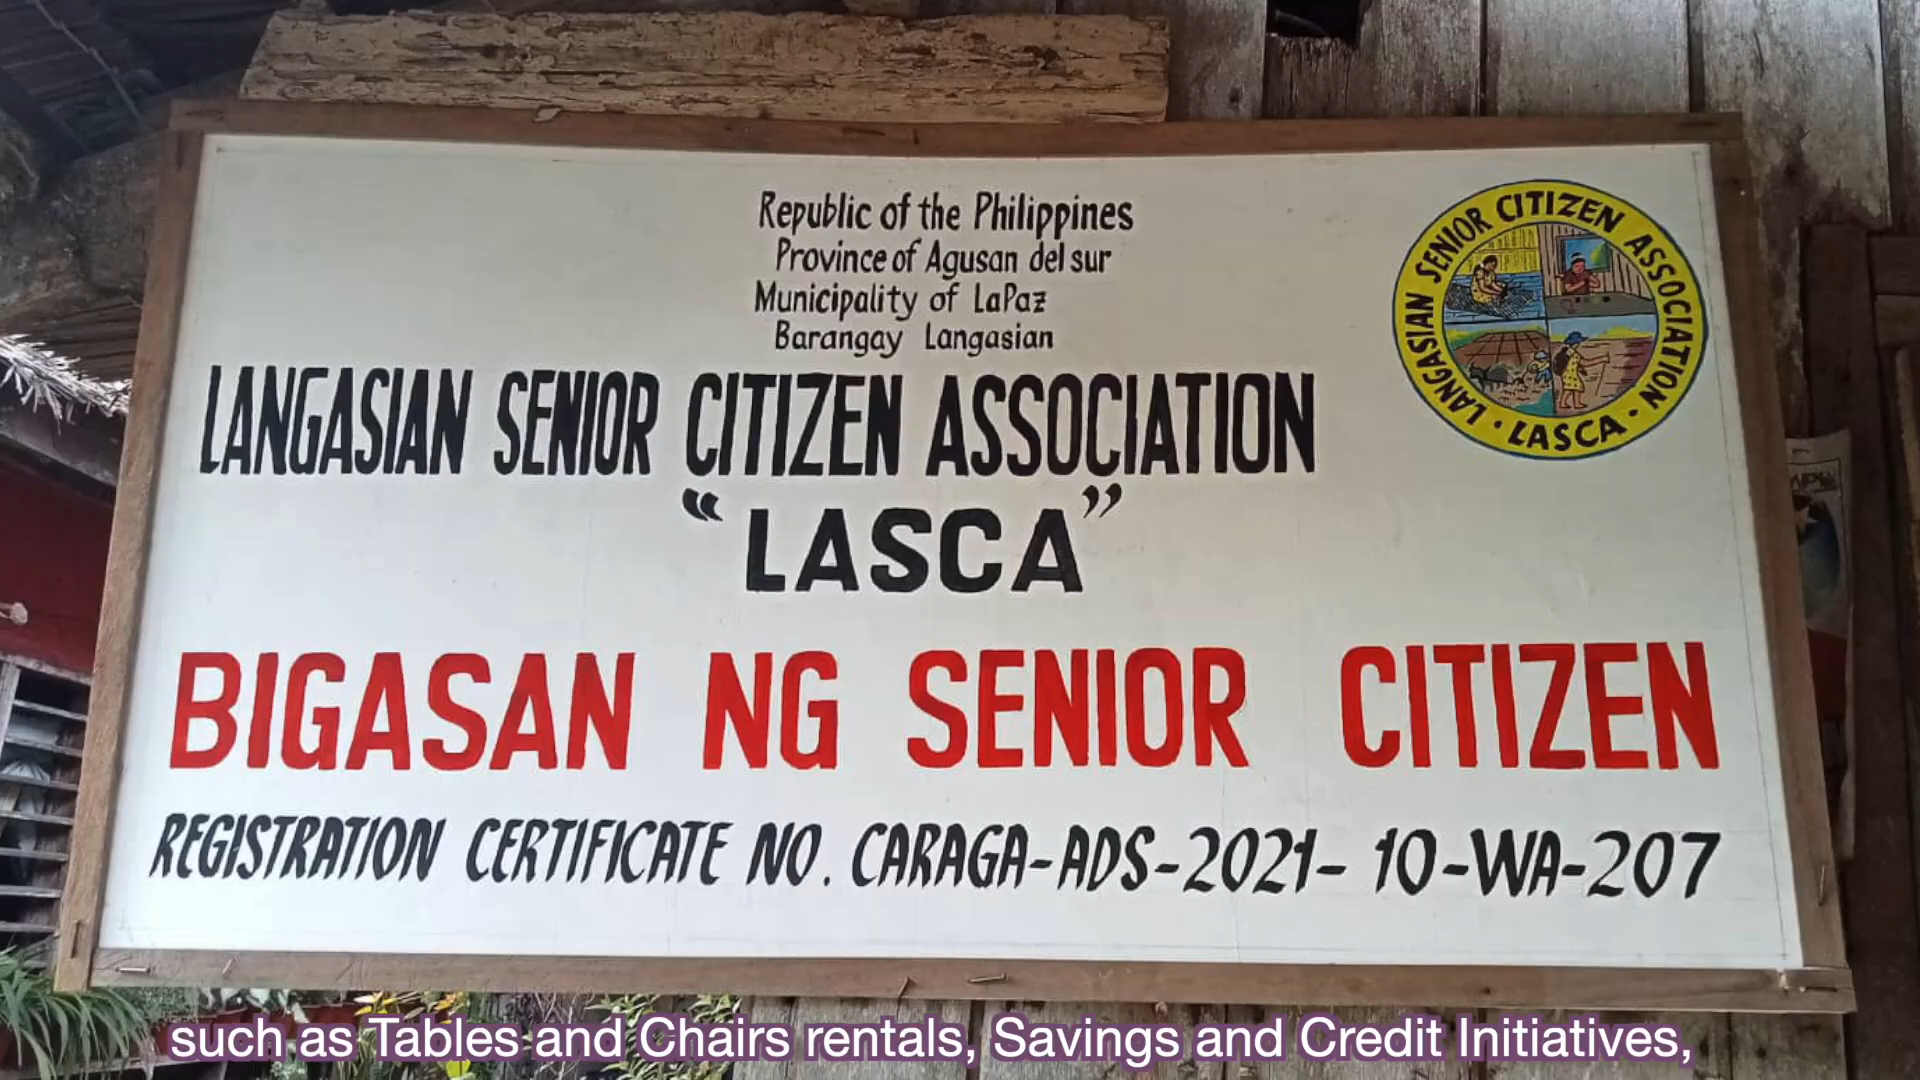 Republic of the Philippines
Province of Agusan del sur
Municipality of LaPaz
Barangay Langasian
LANGASIAN SENIOR CITIZEN ASSOCIATION
"LASCA"
LANGASIAN SENIOR CITIZEN ASSOCIATION · LASCA ·
BIGASAN NG SENIOR CITIZEN
REGISTRATION CERTIFICATE NO. CARAGA-ADS-2021-10-WA-207
such as Tables and Chairs rentals, Savings and Credit Initiatives,